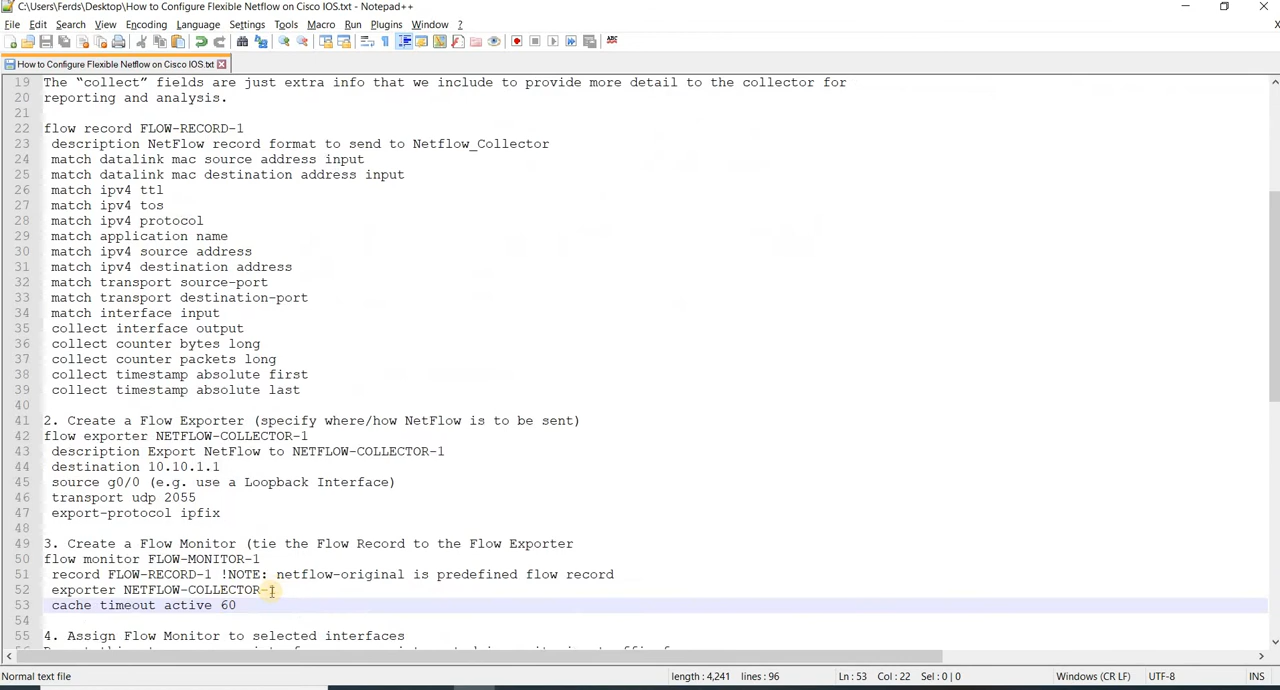 C:\Users\Ferds\Desktop\How to Configure Flexible Netflow on Cisco IOS.txt - Notepad++
File Edit Search View Encoding Language Settings Tools Macro Run Plugins Window ?
How to Configure Flexible Netflow on Cisco IOS.txt
19 The “collect” fields are just extra info that we include to provide more detail to the collector for
20 reporting and analysis.
21
22 flow record FLOW-RECORD-1
23 description NetFlow record format to send to Netflow_Collector
24 match datalink mac source address input
25 match datalink mac destination address input
26 match ipv4 ttl
27 match ipv4 tos
28 match ipv4 protocol
29 match application name
30 match ipv4 source address
31 match ipv4 destination address
32 match transport source-port
33 match transport destination-port
34 match interface input
35 collect interface output
36 collect counter bytes long
37 collect counter packets long
38 collect timestamp absolute first
39 collect timestamp absolute last
40
41 2. Create a Flow Exporter (specify where/how NetFlow is to be sent)
42 flow exporter NETFLOW-COLLECTOR-1
43 description Export NetFlow to NETFLOW-COLLECTOR-1
44 destination 10.10.1.1
45 source g0/0 (e.g. use a Loopback Interface)
46 transport udp 2055
47 export-protocol ipfix
48
49 3. Create a Flow Monitor (tie the Flow Record to the Flow Exporter
50 flow monitor FLOW-MONITOR-1
51 record FLOW-RECORD-1 !NOTE: netflow-original is predefined flow record
52 exporter NETFLOW-COLLECTOR-1
53 cache timeout active 60
54
55 4. Assign Flow Monitor to selected interfaces
Normal text file length : 4,241 lines : 96 Ln : 53 Col : 22 Sel : 0 | 0 Windows (CR LF) UTF-8 INS